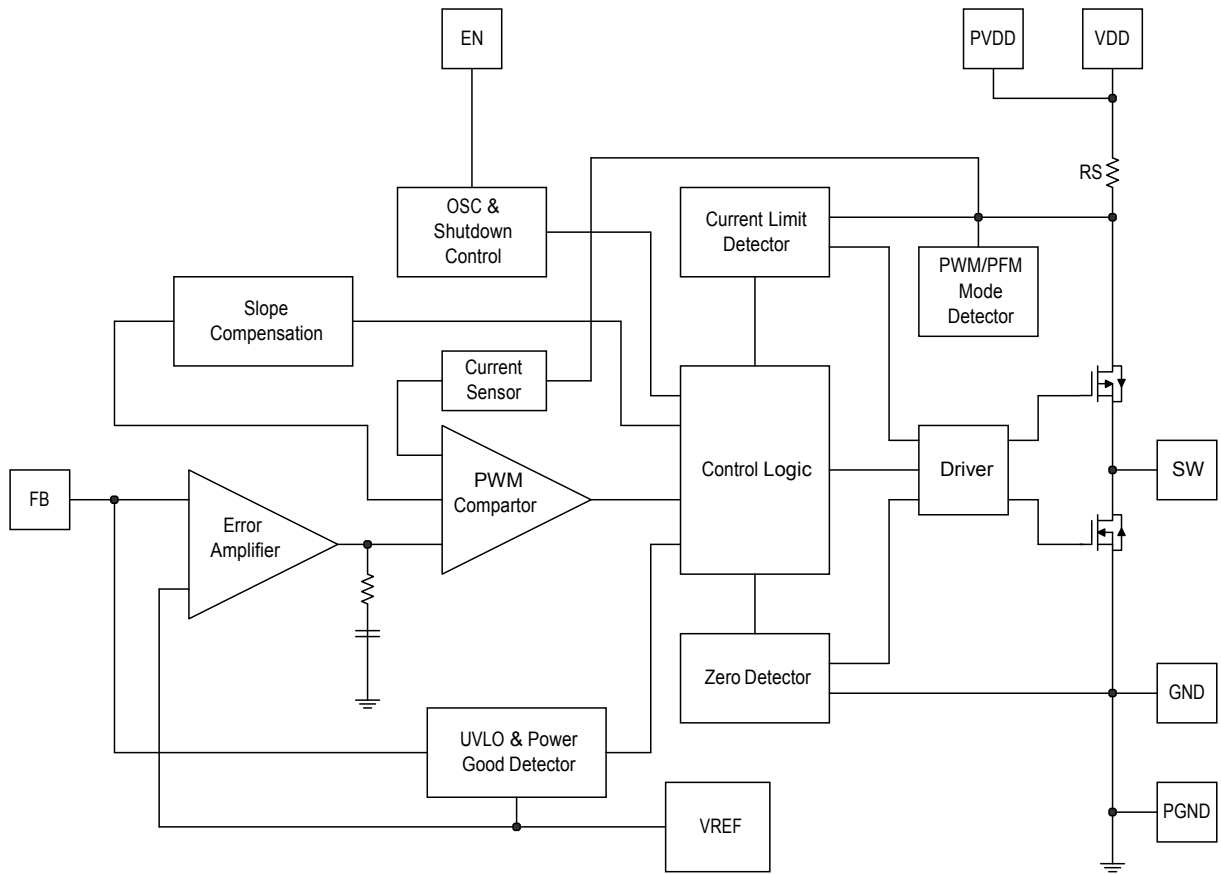 EN
PVDD
VDD
RS
OSC &
Shutdown
Control
Current Limit
Detector
PWM/PFM
Mode
Detector
Slope
Compensation
Current
Sensor
PWM
Compartor
Control Logic
Driver
SW
FB
Error
Amplifier
Zero Detector
GND
UVLO & Power
Good Detector
VREF
PGND